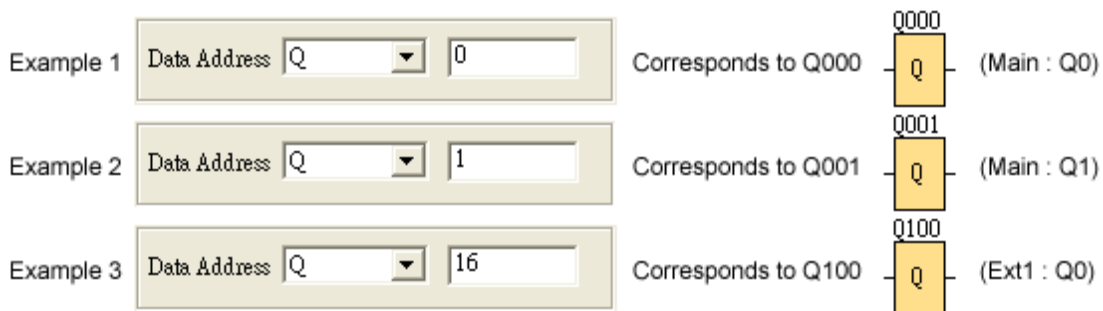 Q000
Example 1 Data Address Q 0 Corresponds to Q000 Q (Main : Q0)
Q001
Example 2 Data Address Q 1 Corresponds to Q001 Q (Main : Q1)
Q100
Example 3 Data Address Q 16 Corresponds to Q100 Q (Ext1 : Q0)